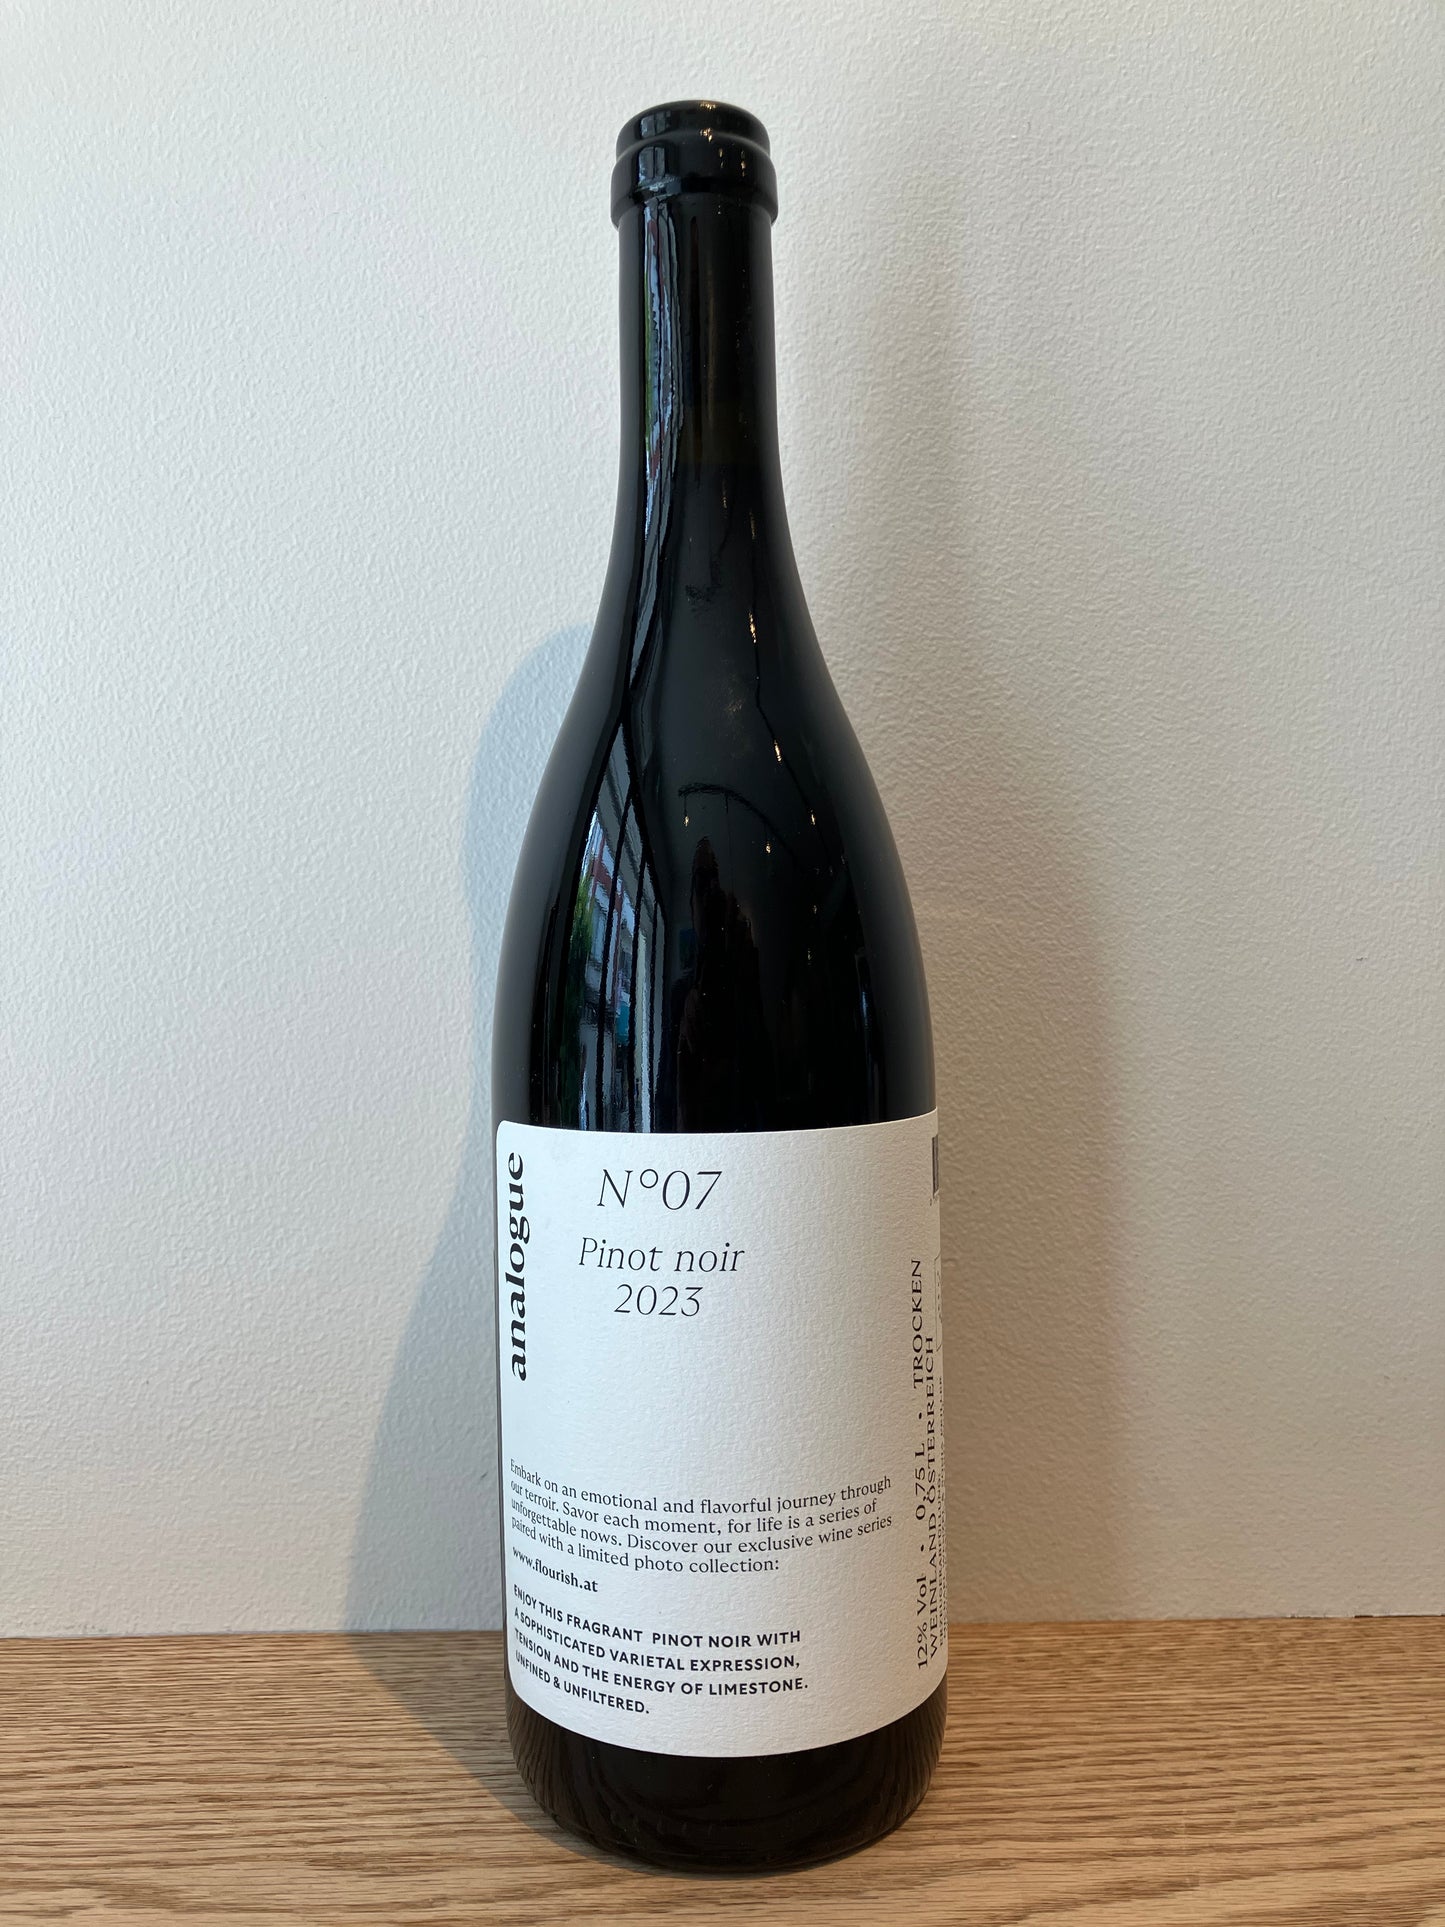 analogue
N°07
Pinot noir
2023
Embark on an emotional and flavorful journey through
our terroir. Savor each moment, for life is a series of
unforgettable nows. Discover our exclusive wine series
paired with a limited photo collection:
www.flourish.at
ENJOY THIS FRAGRANT PINOT NOIR WITH
A SOPHISTICATED VARIETAL EXPRESSION,
TENSION AND THE ENERGY OF LIMESTONE.
UNFINED & UNFILTERED.
12% Vol • 0,75 L • TROCKEN
WEINLAND ÖSTERREICH